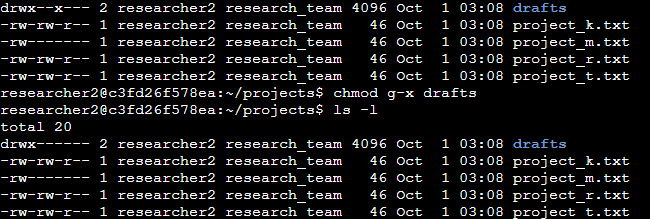 drwx--x--- 2 researcher2 research_team 4096 Oct  1 03:08 drafts
-rw-rw-r-- 1 researcher2 research_team   46 Oct  1 03:08 project_k.txt
-rw------- 1 researcher2 research_team   46 Oct  1 03:08 project_m.txt
-rw-rw-r-- 1 researcher2 research_team   46 Oct  1 03:08 project_r.txt
-rw-rw-r-- 1 researcher2 research_team   46 Oct  1 03:08 project_t.txt
researcher2@c3fd26f578ea:~/projects$ chmod g-x drafts
researcher2@c3fd26f578ea:~/projects$ ls -l
total 20
drwx------ 2 researcher2 research_team 4096 Oct  1 03:08 drafts
-rw-rw-r-- 1 researcher2 research_team   46 Oct  1 03:08 project_k.txt
-rw------- 1 researcher2 research_team   46 Oct  1 03:08 project_m.txt
-rw-rw-r-- 1 researcher2 research_team   46 Oct  1 03:08 project_r.txt
-rw-rw-r-- 1 researcher2 research_team   46 Oct  1 03:08 project_t.txt